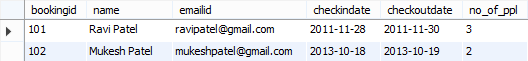 bookingid name emailid checkindate checkoutdate no_of_ppl
101 Ravi Patel ravipatel@gmail.com 2011-11-28 2011-11-30 3
102 Mukesh Patel mukeshpatel@gmail.com 2013-10-18 2013-10-19 2